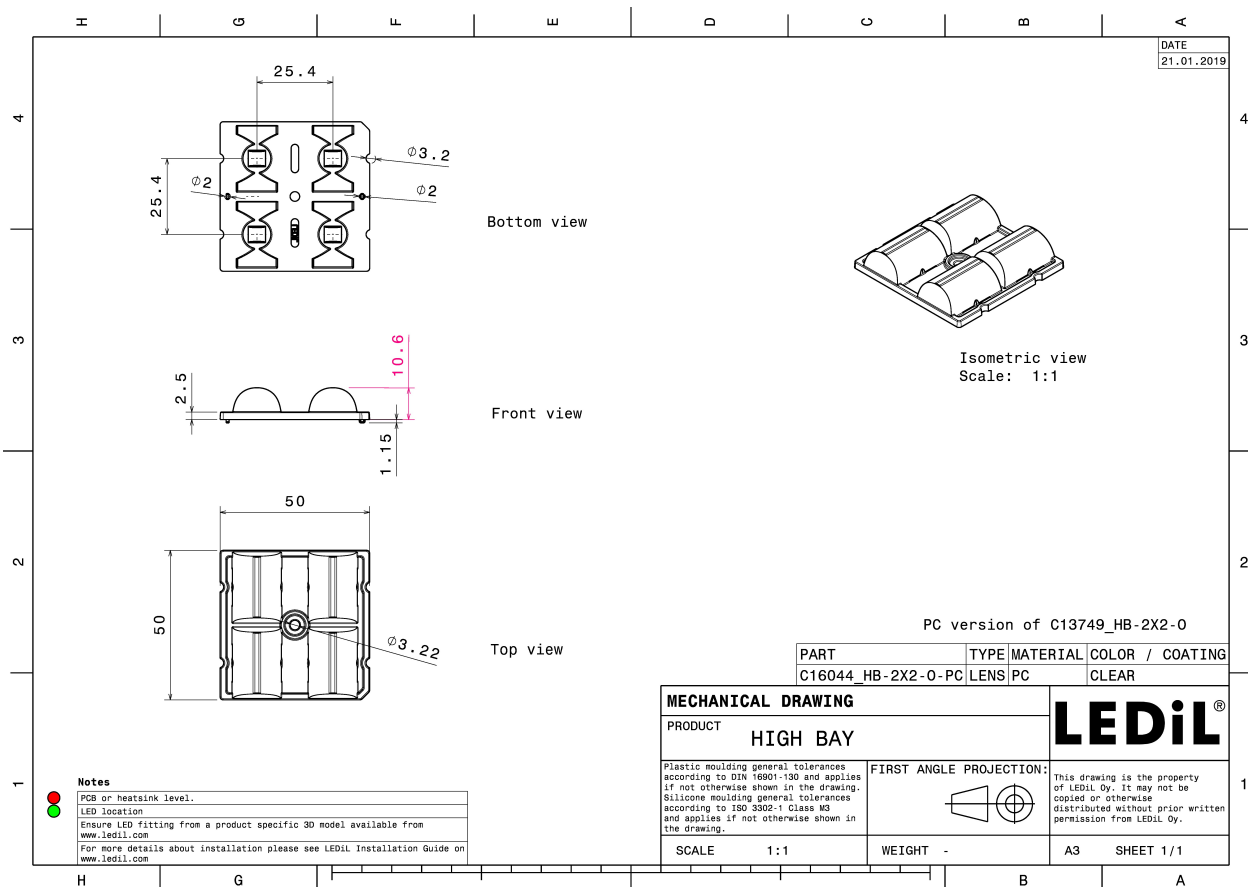 H G F E D C B A
DATE
21.01.2019
4
4
25.4
25.4
⌀3.2
⌀2
⌀2
Bottom view
3
3
Isometric view
Scale: 1:1
10.6
2.5
Front view
1.15
50
2
2
50
⌀3.22
Top view
PC version of C13749_HB-2X2-O
PART TYPE MATERIAL COLOR / COATING
C16044_HB-2X2-O-PC LENS PC CLEAR
MECHANICAL DRAWING
PRODUCT
HIGH BAY
LEDiL®
Plastic moulding general tolerances
according to DIN 16901-130 and applies
if not otherwise shown in the drawing.
Silicone moulding general tolerances
according to ISO 3302-1 Class M3
and applies if not otherwise shown in
the drawing.
FIRST ANGLE PROJECTION:
This drawing is the property
of LEDiL Oy. It may not be
copied or otherwise
distributed without prior written
permission from LEDiL Oy.
SCALE 1:1
WEIGHT -
A3 SHEET 1/1
1
1
Notes
PCB or heatsink level.
LED location
Ensure LED fitting from a product specific 3D model available from
www.ledil.com
For more details about installation please see LEDiL Installation Guide on
www.ledil.com
H G B A